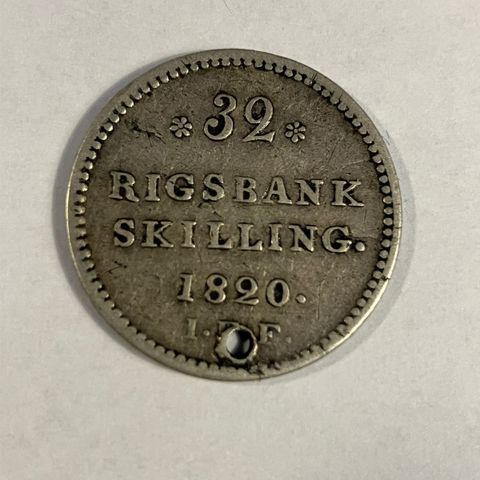 * 32 *
RIGSBANK
SKILLING.
1820.
I. F.